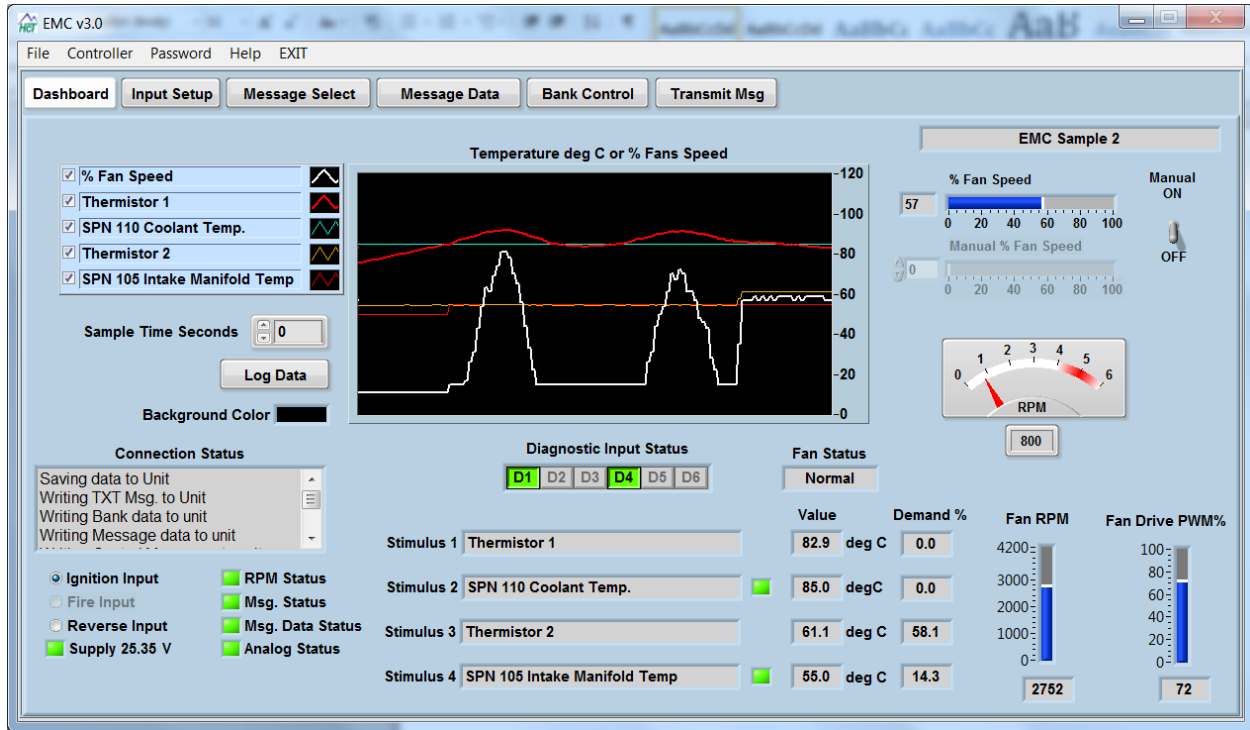 HCT EMC v3.0
File Controller Password Help EXIT
Dashboard Input Setup Message Select Message Data Bank Control Transmit Msg
EMC Sample 2
Temperature deg C or % Fans Speed
% Fan Speed
Thermistor 1
SPN 110 Coolant Temp.
Thermistor 2
SPN 105 Intake Manifold Temp
120
100
80
60
40
20
0
% Fan Speed
57
0 20 40 60 80 100
Manual % Fan Speed
0
0 20 40 60 80 100
Manual
ON
OFF
Sample Time Seconds 0
Log Data
Background Color
0 1 2 3 4 5 6
RPM
800
Connection Status
Saving data to Unit
Writing TXT Msg. to Unit
Writing Bank data to unit
Writing Message data to unit
Diagnostic Input Status
D1 D2 D3 D4 D5 D6
Fan Status
Normal
Ignition Input
Fire Input
Reverse Input
Supply 25.35 V
RPM Status
Msg. Status
Msg. Data Status
Analog Status
Value Demand %
Stimulus 1 Thermistor 1 82.9 deg C 0.0
Stimulus 2 SPN 110 Coolant Temp. 85.0 degC 0.0
Stimulus 3 Thermistor 2 61.1 deg C 58.1
Stimulus 4 SPN 105 Intake Manifold Temp 55.0 deg C 14.3
Fan RPM
4200
3000
2000
1000
0
2752
Fan Drive PWM%
100
80
60
40
20
0
72